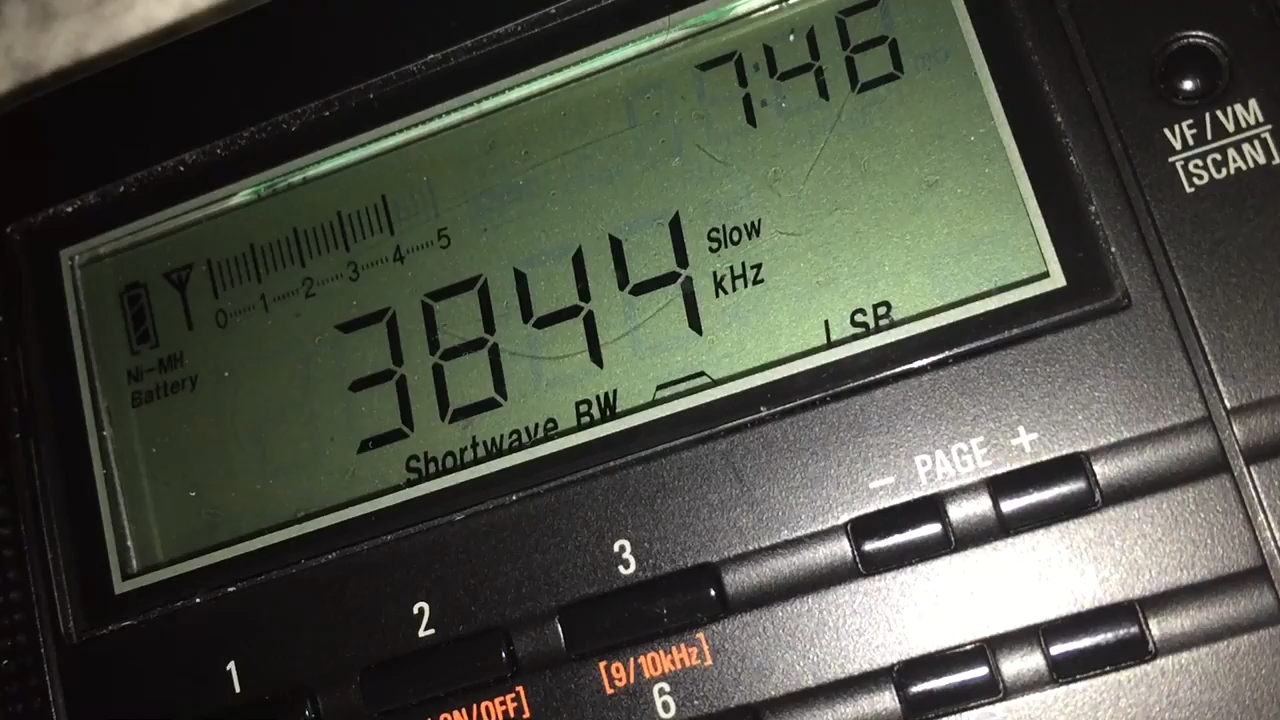 7:46
VF/VM
[SCAN]
0 1 2 3 4 5
Slow
3844 kHz
Ni-MH
Battery
Shortwave BW LSB
- PAGE +
1 2 3
ON/OFF] [9/10kHz]
6